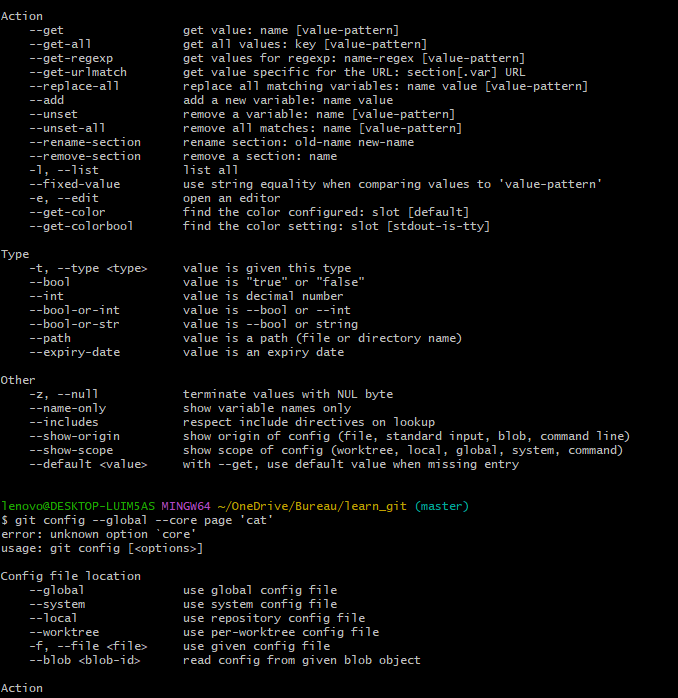 Action
    --get                 get value: name [value-pattern]
    --get-all             get all values: key [value-pattern]
    --get-regexp          get values for regexp: name-regex [value-pattern]
    --get-urlmatch        get value specific for the URL: section[.var] URL
    --replace-all         replace all matching variables: name value [value-pattern]
    --add                 add a new variable: name value
    --unset               remove a variable: name [value-pattern]
    --unset-all           remove all matches: name [value-pattern]
    --rename-section      rename section: old-name new-name
    --remove-section      remove a section: name
    -l, --list            list all
    --fixed-value         use string equality when comparing values to 'value-pattern'
    -e, --edit            open an editor
    --get-color           find the color configured: slot [default]
    --get-colorbool       find the color setting: slot [stdout-is-tty]

Type
    -t, --type <type>     value is given this type
    --bool                value is "true" or "false"
    --int                 value is decimal number
    --bool-or-int         value is --bool or --int
    --bool-or-str         value is --bool or string
    --path                value is a path (file or directory name)
    --expiry-date         value is an expiry date

Other
    -z, --null            terminate values with NUL byte
    --name-only           show variable names only
    --includes            respect include directives on lookup
    --show-origin         show origin of config (file, standard input, blob, command line)
    --show-scope          show scope of config (worktree, local, global, system, command)
    --default <value>     with --get, use default value when missing entry

lenovo@DESKTOP-LUIM5AS MINGW64 ~/OneDrive/Bureau/learn_git (master)
$ git config --global --core page 'cat'
error: unknown option `core'
usage: git config [<options>]

Config file location
    --global              use global config file
    --system              use system config file
    --local               use repository config file
    --worktree            use per-worktree config file
    -f, --file <file>     use given config file
    --blob <blob-id>      read config from given blob object

Action